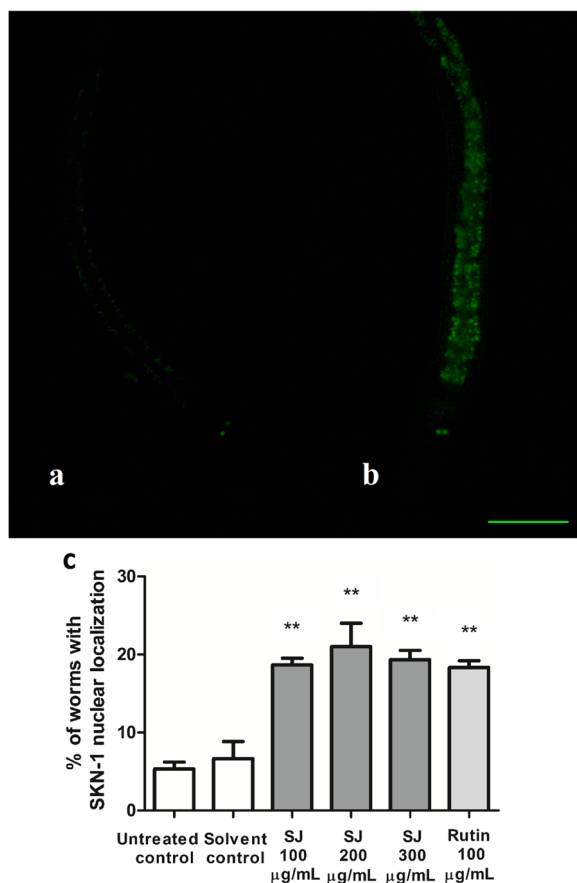 a
b
c
% of worms with
SKN-1 nuclear localization
30
20
10
0
**
**
**
**
Untreated
control
Solvent
control
SJ
100
µg/mL
SJ
200
µg/mL
SJ
300
µg/mL
Rutin
100
µg/mL